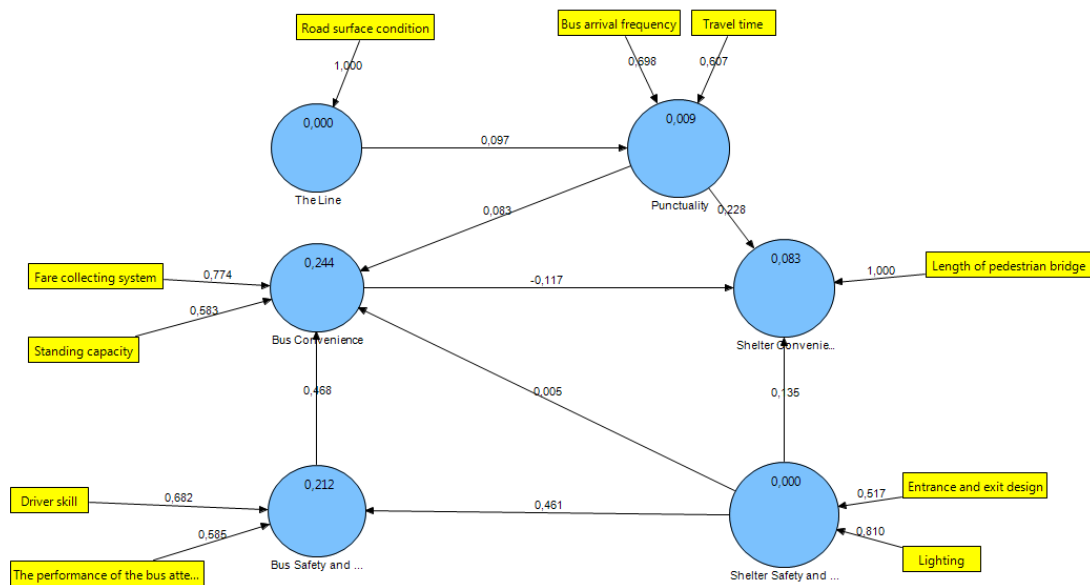 Road surface condition
Bus arrival frequency
Travel time
1,000
0,698
0,607
0,000
0,009
0,097
The Line
Punctuality
0,083
0,228
0,244
0,083
Fare collecting system
0,774
-0,117
1,000
Length of pedestrian bridge
0,583
Standing capacity
Bus Convenience
Shelter Convenie...
0,468
0,005
0,135
0,212
0,000
Driver skill
0,682
0,461
0,517
Entrance and exit design
0,585
0,810
The performance of the bus atte...
Bus Safety and ...
Shelter Safety and ...
Lighting